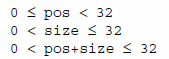 0 ≤ pos < 32
0 < size ≤ 32
0 < pos+size ≤ 32